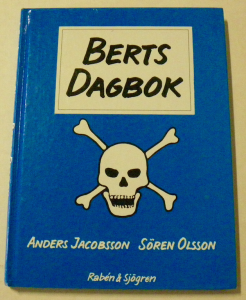 BERTS
DAGBOK
ANDERS JACOBSSON SÖREN OLSSON
Rabén & Sjögren